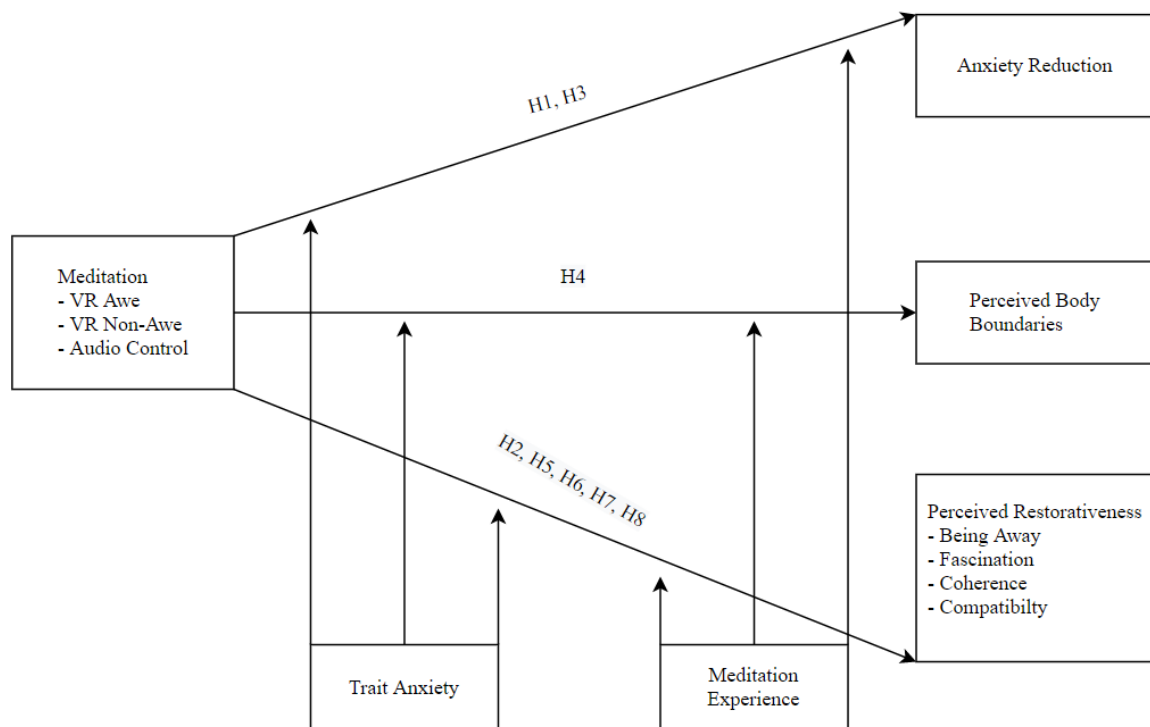 Anxiety Reduction
H1, H3
Meditation
- VR Awe
- VR Non-Awe
- Audio Control
H4
Perceived Body
Boundaries
H2, H5, H6, H7, H8
Perceived Restorativeness
- Being Away
- Fascination
- Coherence
- Compatibilty
Trait Anxiety
Meditation
Experience